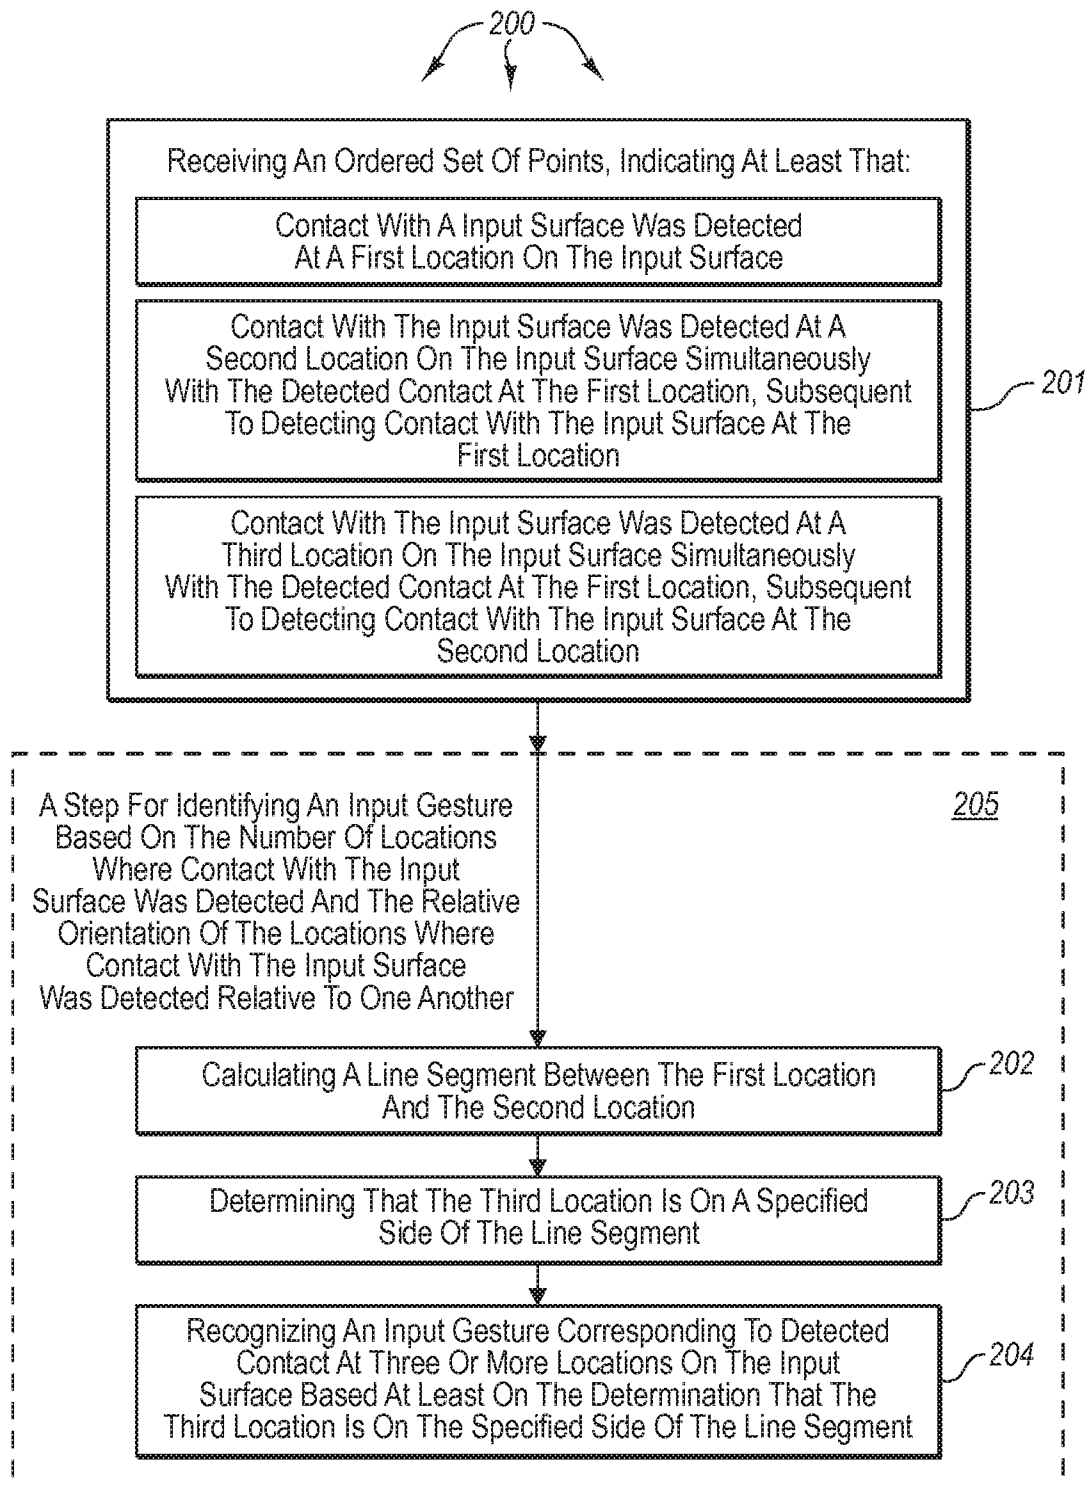 200
Receiving An Ordered Set Of Points, Indicating At Least That:
Contact With A Input Surface Was Detected
At A First Location On The Input Surface
Contact With The Input Surface Was Detected At A
Second Location On The Input Surface Simultaneously
With The Detected Contact At The First Location, Subsequent
To Detecting Contact With The Input Surface At The
First Location
201
Contact With The Input Surface Was Detected At A
Third Location On The Input Surface Simultaneously
With The Detected Contact At The First Location, Subsequent
To Detecting Contact With The Input Surface At The
Second Location
A Step For Identifying An Input Gesture
Based On The Number Of Locations
Where Contact With The Input
Surface Was Detected And The Relative
Orientation Of The Locations Where
Contact With The Input Surface
Was Detected Relative To One Another
205
Calculating A Line Segment Between The First Location
And The Second Location
202
Determining That The Third Location Is On A Specified
Side Of The Line Segment
203
Recognizing An Input Gesture Corresponding To Detected
Contact At Three Or More Locations On The Input
Surface Based At Least On The Determination That The
Third Location Is On The Specified Side Of The Line Segment
204